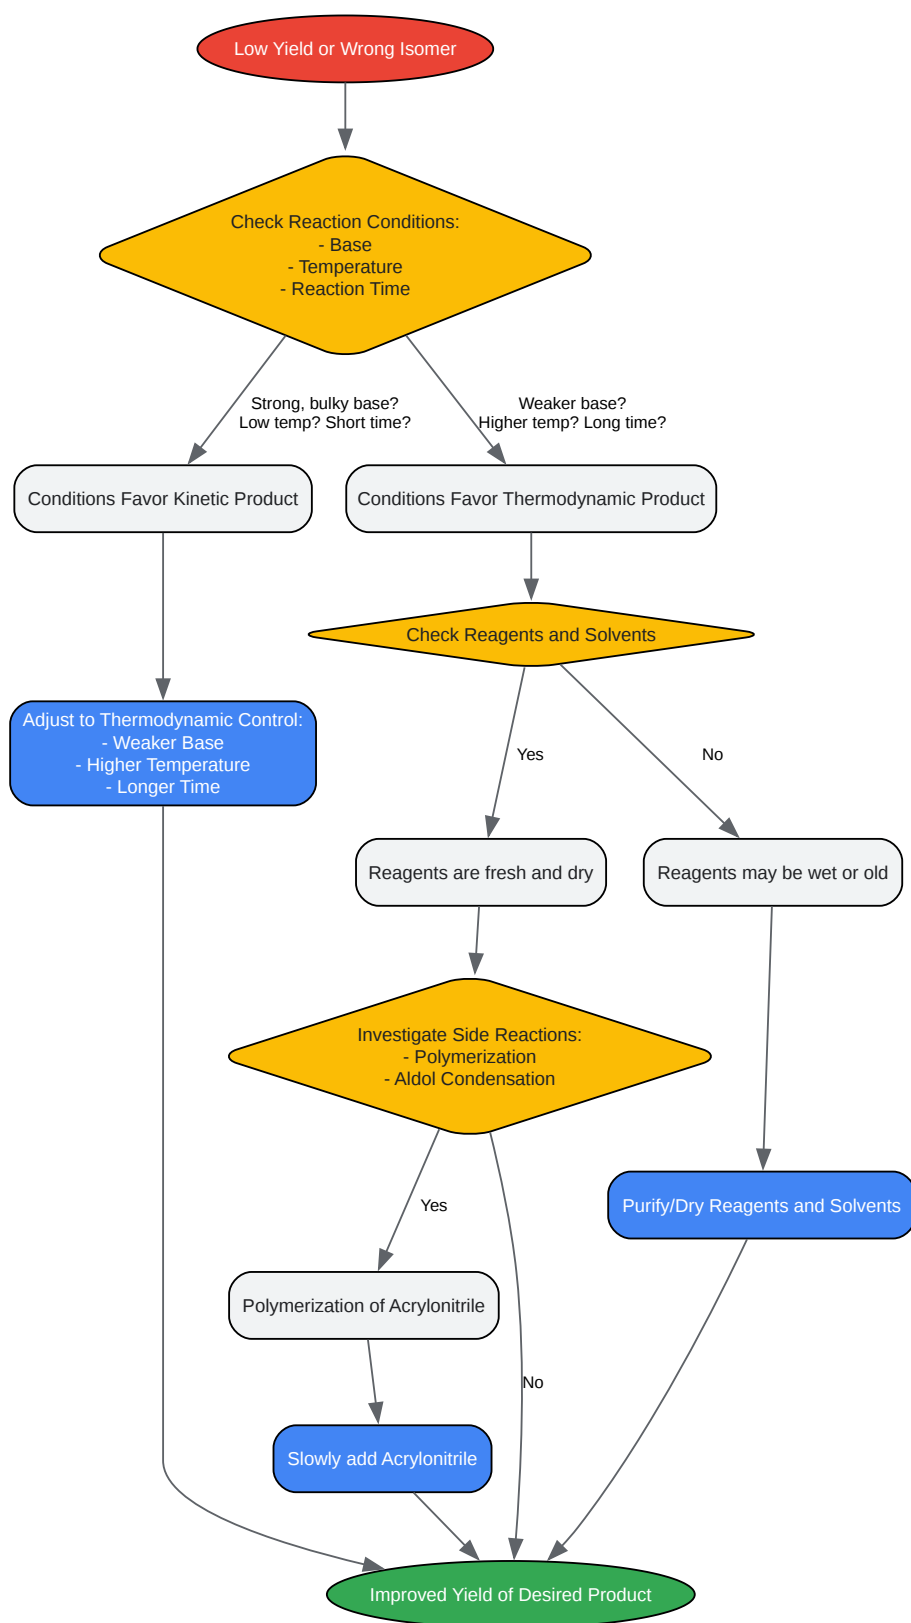 Low Yield or Wrong Isomer
Check Reaction Conditions:
- Base
- Temperature
- Reaction Time
Strong, bulky base?
Low temp? Short time?
Weaker base?
Higher temp? Long time?
Conditions Favor Kinetic Product
Conditions Favor Thermodynamic Product
Check Reagents and Solvents
Adjust to Thermodynamic Control:
- Weaker Base
- Higher Temperature
- Longer Time
Yes
No
Reagents are fresh and dry
Reagents may be wet or old
Investigate Side Reactions:
- Polymerization
- Aldol Condensation
Yes
Purify/Dry Reagents and Solvents
Polymerization of Acrylonitrile
No
Slowly add Acrylonitrile
Improved Yield of Desired Product